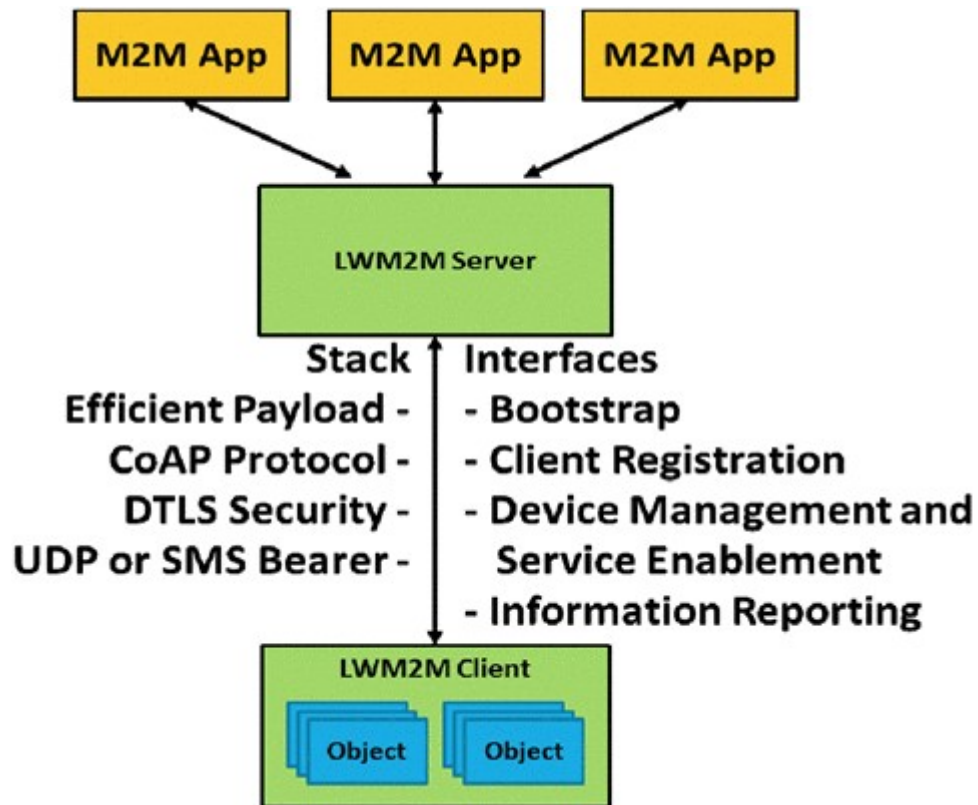 M2M App M2M App M2M App
LWM2M Server
Stack
Efficient Payload -
CoAP Protocol -
DTLS Security -
UDP or SMS Bearer -
Interfaces
- Bootstrap
- Client Registration
- Device Management and
Service Enablement
- Information Reporting
LWM2M Client
Object Object